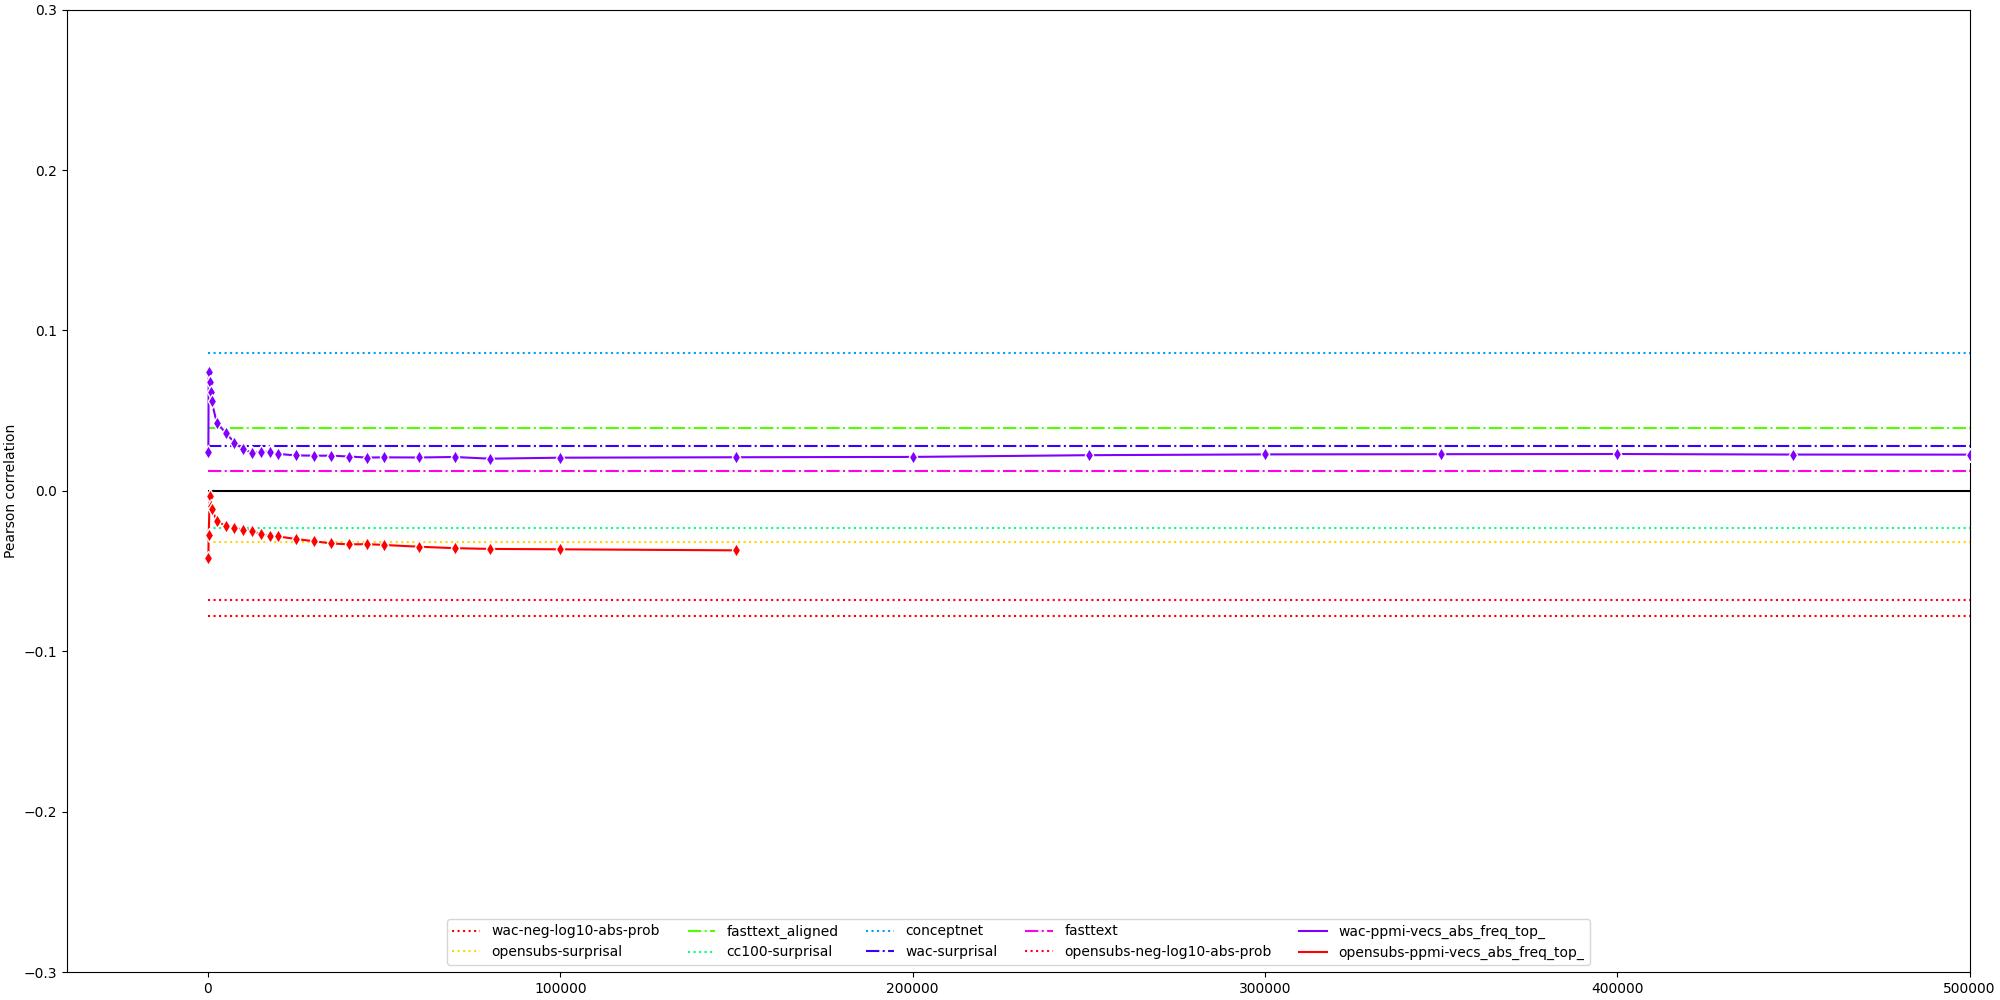 0.3
0.2
0.1
0.0
−0.1
−0.2
−0.3
Pearson correlation
wac-neg-log10-abs-prob
opensubs-surprisal
fasttext_aligned
cc100-surprisal
conceptnet
wac-surprisal
fasttext
opensubs-neg-log10-abs-prob
wac-ppmi-vecs_abs_freq_top_
opensubs-ppmi-vecs_abs_freq_top_
0 100000 200000 300000 400000 500000